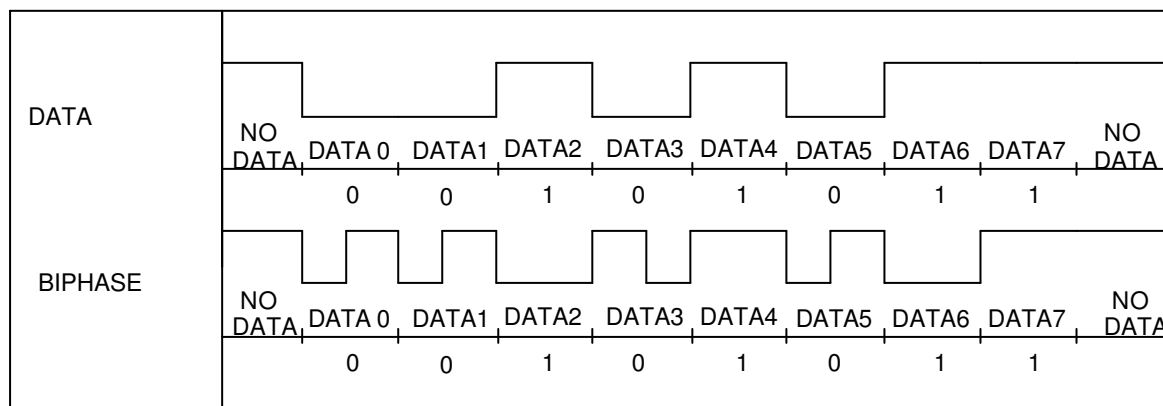 DATA
NO DATA
DATA 0 DATA1 DATA2 DATA3 DATA4 DATA5 DATA6 DATA7
NO DATA
0 0 1 0 1 0 1 1
BIPHASE
NO DATA
DATA 0 DATA1 DATA2 DATA3 DATA4 DATA5 DATA6 DATA7
NO DATA
0 0 1 0 1 0 1 1